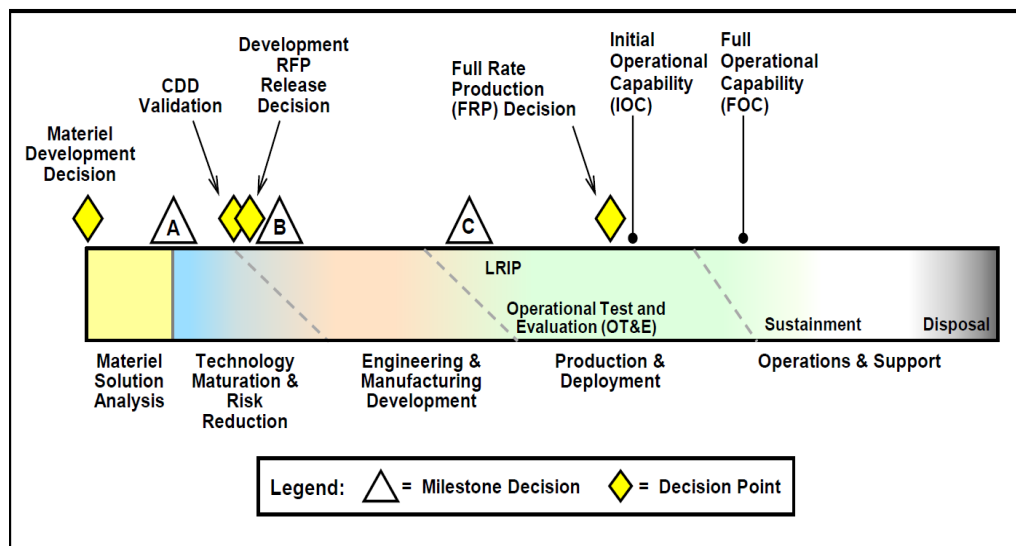 Materiel
Development
Decision
CDD
Validation
Development
RFP
Release
Decision
Full Rate
Production
(FRP) Decision
Initial
Operational
Capability
(IOC)
Full
Operational
Capability
(FOC)
A
B
C
LRIP
Operational Test and
Evaluation (OT&E)
Sustainment
Disposal
Materiel
Solution
Analysis
Technology
Maturation &
Risk
Reduction
Engineering &
Manufacturing
Development
Production &
Deployment
Operations & Support
Legend:
= Milestone Decision
= Decision Point